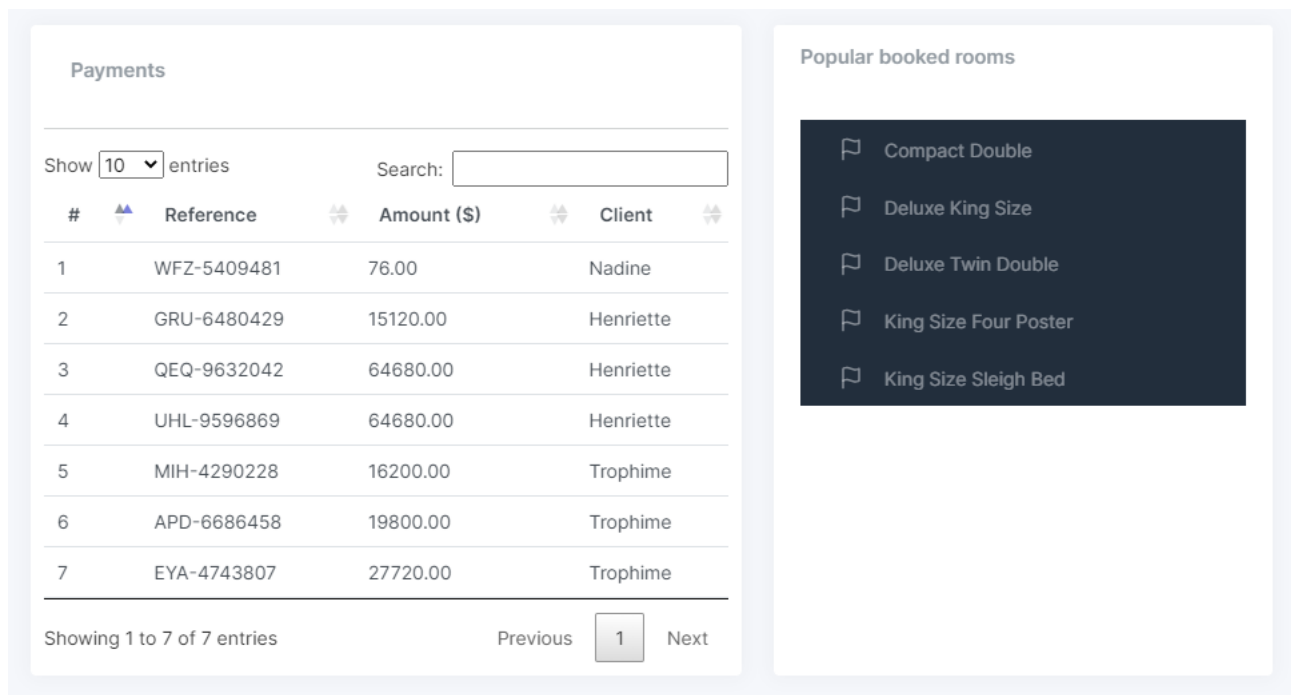 Payments
Show 10 entries
Search:
# Reference Amount ($) Client
1 WFZ-5409481 76.00 Nadine
2 GRU-6480429 15120.00 Henriette
3 QEQ-9632042 64680.00 Henriette
4 UHL-9596869 64680.00 Henriette
5 MIH-4290228 16200.00 Trophime
6 APD-6686458 19800.00 Trophime
7 EYA-4743807 27720.00 Trophime
Showing 1 to 7 of 7 entries
Previous 1 Next
Popular booked rooms
Compact Double
Deluxe King Size
Deluxe Twin Double
King Size Four Poster
King Size Sleigh Bed